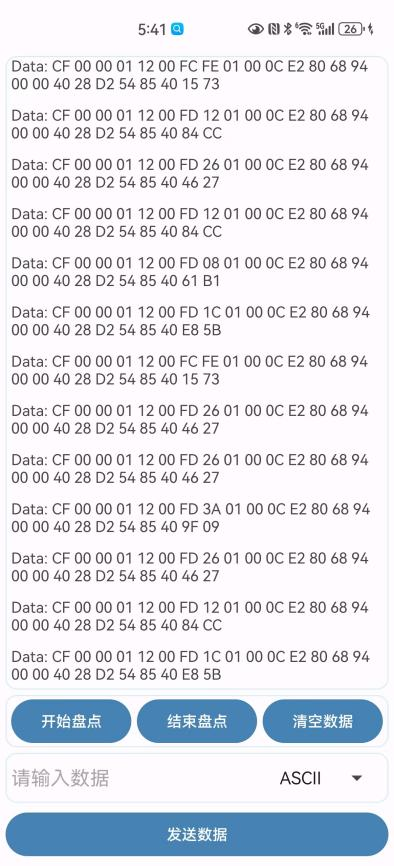 5:41
5G
26
Data: CF 00 00 01 12 00 FC FE 01 00 0C E2 80 68 94
00 00 40 28 D2 54 85 40 15 73
Data: CF 00 00 01 12 00 FD 12 01 00 0C E2 80 68 94
00 00 40 28 D2 54 85 40 84 CC
Data: CF 00 00 01 12 00 FD 26 01 00 0C E2 80 68 94
00 00 40 28 D2 54 85 40 46 27
Data: CF 00 00 01 12 00 FD 12 01 00 0C E2 80 68 94
00 00 40 28 D2 54 85 40 84 CC
Data: CF 00 00 01 12 00 FD 08 01 00 0C E2 80 68 94
00 00 40 28 D2 54 85 40 61 B1
Data: CF 00 00 01 12 00 FD 1C 01 00 0C E2 80 68 94
00 00 40 28 D2 54 85 40 E8 5B
Data: CF 00 00 01 12 00 FC FE 01 00 0C E2 80 68 94
00 00 40 28 D2 54 85 40 15 73
Data: CF 00 00 01 12 00 FD 26 01 00 0C E2 80 68 94
00 00 40 28 D2 54 85 40 46 27
Data: CF 00 00 01 12 00 FD 26 01 00 0C E2 80 68 94
00 00 40 28 D2 54 85 40 46 27
Data: CF 00 00 01 12 00 FD 3A 01 00 0C E2 80 68 94
00 00 40 28 D2 54 85 40 9F 09
Data: CF 00 00 01 12 00 FD 26 01 00 0C E2 80 68 94
00 00 40 28 D2 54 85 40 46 27
Data: CF 00 00 01 12 00 FD 12 01 00 0C E2 80 68 94
00 00 40 28 D2 54 85 40 84 CC
Data: CF 00 00 01 12 00 FD 1C 01 00 0C E2 80 68 94
00 00 40 28 D2 54 85 40 E8 5B
开始盘点 结束盘点 清空数据
请输入数据 ASCII
发送数据